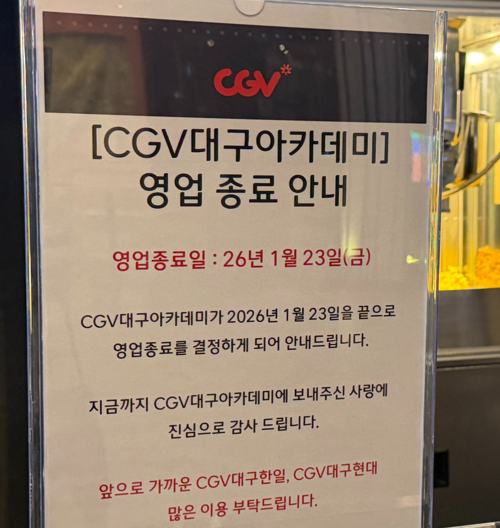 CGV
[CGV대구아카데미]
영업 종료 안내
영업종료일 : 26년 1월 23일(금)
CGV대구아카데미가 2026년 1월 23일을 끝으로
영업종료를 결정하게 되어 안내드립니다.
지금까지 CGV대구아카데미에 보내주신 사랑에
진심으로 감사 드립니다.
앞으로 가까운 CGV대구한일, CGV대구현대
많은 이용 부탁드립니다.